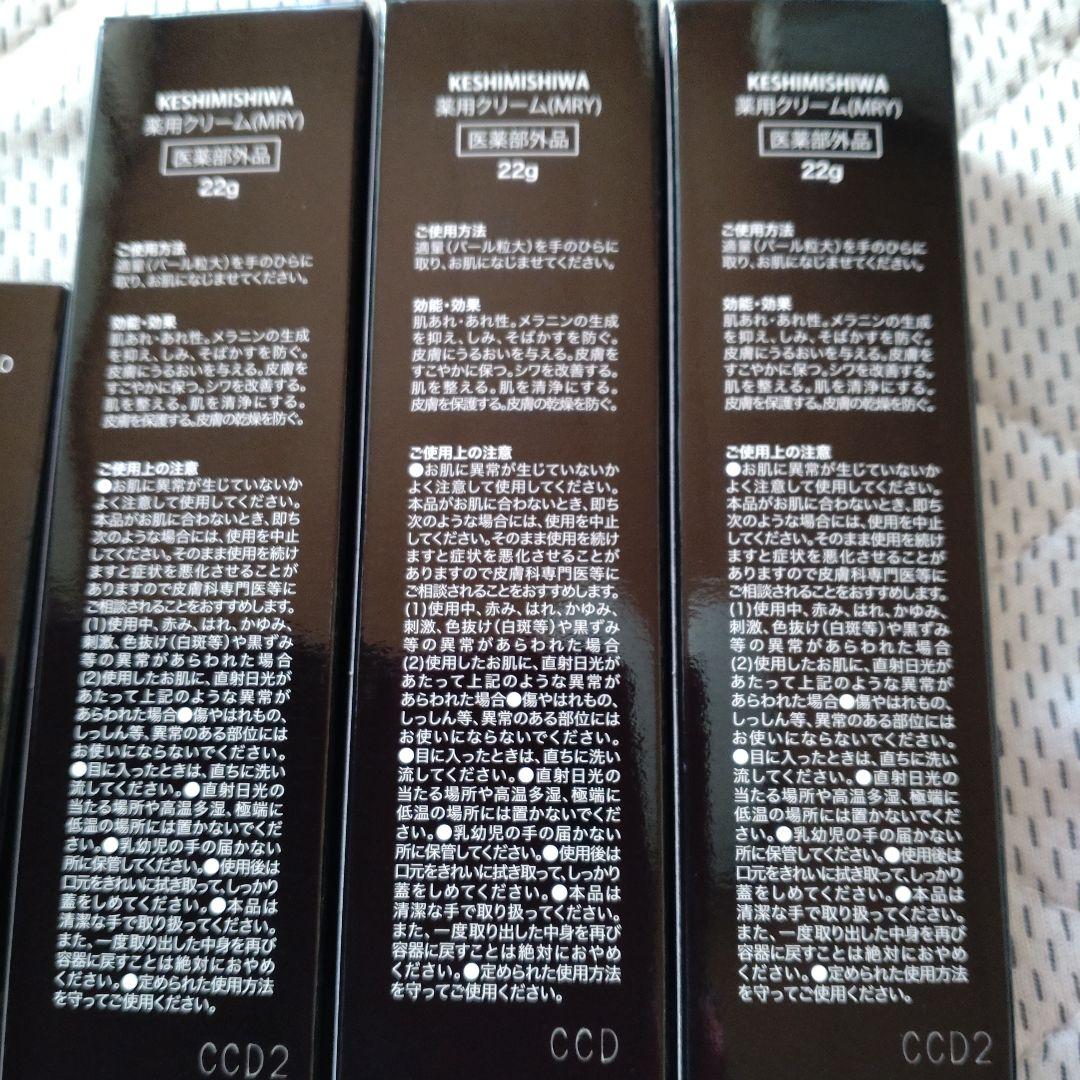 KESHIMISHIWA
薬用クリーム(MRY)
医薬部外品
22g
ご使用方法
適量(パール粒大)を手のひらに
取り、お肌になじませてください。
効能・効果
肌あれ・あれ性。メラニンの生成
を抑え、しみ、そばかすを防ぐ。
皮膚にうるおいを与える。皮膚を
すこやかに保つ。シワを改善する。
肌を整える。肌を清浄にする。
皮膚を保護する。皮膚の乾燥を防ぐ。
ご使用上の注意
●お肌に異常が生じていないか
よく注意して使用してください。
本品がお肌に合わないとき、即ち
次のような場合には、使用を中止
してください。そのまま使用を続け
ますと症状を悪化させることが
ありますので皮膚科専門医等に
ご相談されることをおすすめします。
(1)使用中、赤み、はれ、かゆみ、
刺激、色抜け(白斑等)や黒ずみ
等の異常があらわれた場合
(2)使用したお肌に、直射日光が
あたって上記のような異常が
あらわれた場合●傷やはれもの、
しっしん等、異常のある部位には
お使いにならないでください。
●目に入ったときは、直ちに洗い
流してください。●直射日光の
当たる場所や高温多湿、極端に
低温の場所には置かないでくだ
さい。●乳幼児の手の届かない
所に保管してください。●使用後は
口元をきれいに拭き取って、しっかり
蓋をしめてください。●本品は
清潔な手で取り扱ってください。
また、一度取り出した中身を再び
容器に戻すことは絶対におやめ
ください。●定められた使用方法
を守ってご使用ください。
CCD2
KESHIMISHIWA
薬用クリーム(MRY)
医薬部外品
22g
ご使用方法
適量(パール粒大)を手のひらに
取り、お肌になじませてください。
効能・効果
肌あれ・あれ性。メラニンの生成
を抑え、しみ、そばかすを防ぐ。
皮膚にうるおいを与える。皮膚を
すこやかに保つ。シワを改善する。
肌を整える。肌を清浄にする。
皮膚を保護する。皮膚の乾燥を防ぐ。
ご使用上の注意
●お肌に異常が生じていないか
よく注意して使用してください。
本品がお肌に合わないとき、即ち
次のような場合には、使用を中止
してください。そのまま使用を続け
ますと症状を悪化させることが
ありますので皮膚科専門医等に
ご相談されることをおすすめします。
(1)使用中、赤み、はれ、かゆみ、
刺激、色抜け(白斑等)や黒ずみ
等の異常があらわれた場合
(2)使用したお肌に、直射日光が
あたって上記のような異常が
あらわれた場合●傷やはれもの、
しっしん等、異常のある部位には
お使いにならないでください。
●目に入ったときは、直ちに洗い
流してください。●直射日光の
当たる場所や高温多湿、極端に
低温の場所には置かないでくだ
さい。●乳幼児の手の届かない
所に保管してください。●使用後は
口元をきれいに拭き取って、しっかり
蓋をしめてください。●本品は
清潔な手で取り扱ってください。
また、一度取り出した中身を再び
容器に戻すことは絶対におやめ
ください。●定められた使用方法
を守ってご使用ください。
CCD
KESHIMISHIWA
薬用クリーム(MRY)
医薬部外品
22g
ご使用方法
適量(パール粒大)を手のひらに
取り、お肌になじませてください。
効能・効果
肌あれ・あれ性。メラニンの生成
を抑え、しみ、そばかすを防ぐ。
皮膚にうるおいを与える。皮膚を
すこやかに保つ。シワを改善する。
肌を整える。肌を清浄にする。
皮膚を保護する。皮膚の乾燥を防ぐ。
ご使用上の注意
●お肌に異常が生じていないか
よく注意して使用してください。
本品がお肌に合わないとき、即ち
次のような場合には、使用を中止
してください。そのまま使用を続け
ますと症状を悪化させることが
ありますので皮膚科専門医等に
ご相談されることをおすすめします。
(1)使用中、赤み、はれ、かゆみ、
刺激、色抜け(白斑等)や黒ずみ
等の異常があらわれた場合
(2)使用したお肌に、直射日光が
あたって上記のような異常が
あらわれた場合●傷やはれもの、
しっしん等、異常のある部位には
お使いにならないでください。
●目に入ったときは、直ちに洗い
流してください。●直射日光の
当たる場所や高温多湿、極端に
低温の場所には置かないでくだ
さい。●乳幼児の手の届かない
所に保管してください。●使用後は
口元をきれいに拭き取って、しっかり
蓋をしめてください。●本品は
清潔な手で取り扱ってください。
また、一度取り出した中身を再び
容器に戻すことは絶対におやめ
ください。●定められた使用方法
を守ってご使用ください。
CCD2